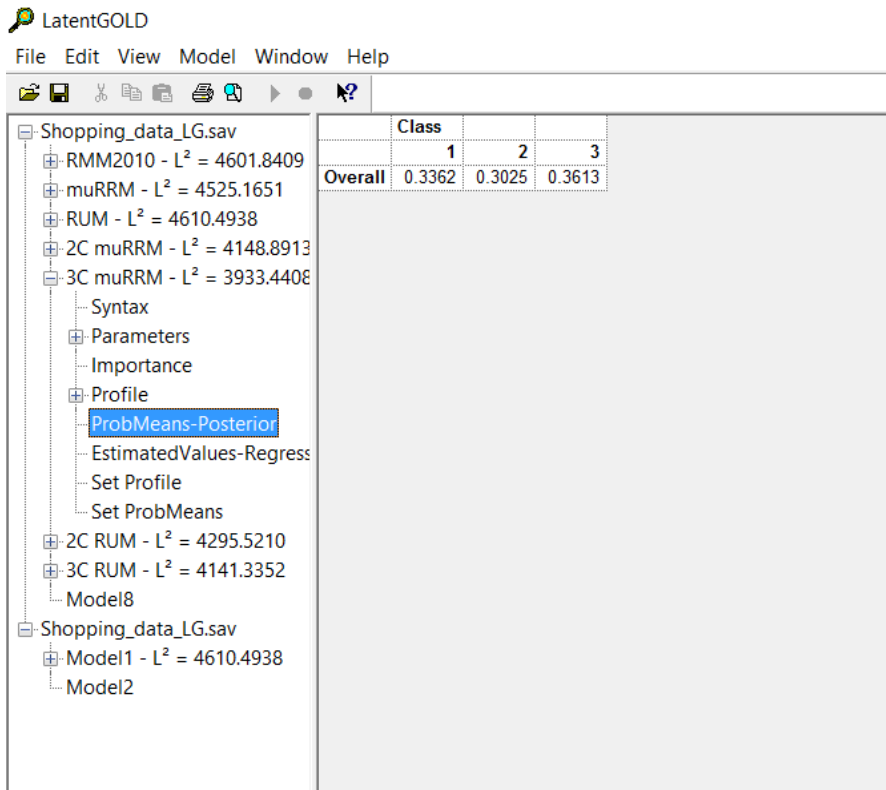 LatentGOLD
File Edit View Model Window Help
Shopping_data_LG.sav
RMM2010 - L² = 4601.8409
muRRM - L² = 4525.1651
RUM - L² = 4610.4938
2C muRRM - L² = 4148.8913
3C muRRM - L² = 3933.4408
Syntax
Parameters
Importance
Profile
ProbMeans-Posterior
EstimatedValues-Regress
Set Profile
Set ProbMeans
2C RUM - L² = 4295.5210
3C RUM - L² = 4141.3352
Model8
Shopping_data_LG.sav
Model1 - L² = 4610.4938
Model2
Class
1 2 3
Overall 0.3362 0.3025 0.3613